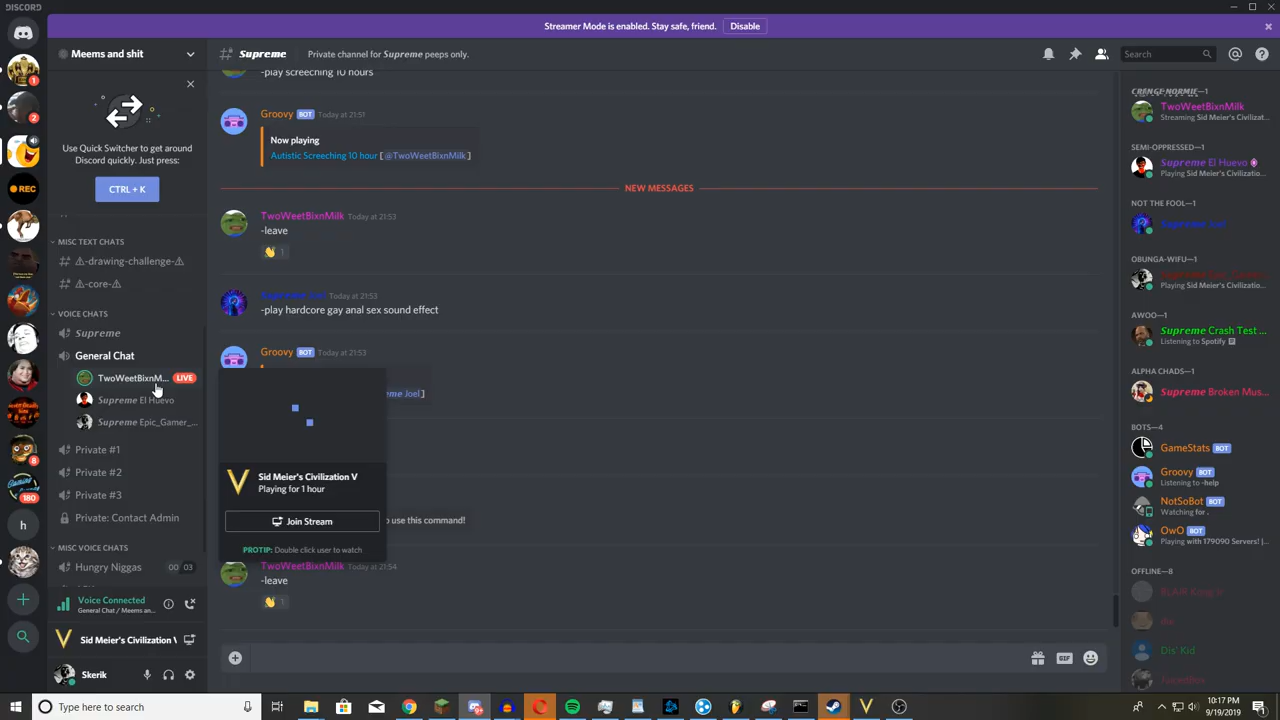 DISCORD
Streamer Mode is enabled. Stay safe, friend. Disable
Meems and shit
Supreme Private channel for Supreme peeps only.
Search
Use Quick Switcher to get around
Discord quickly. Just press:
CTRL + K
MISC TEXT CHATS
⚠-drawing-challenge-⚠
⚠-core-⚠
VOICE CHATS
Supreme
General Chat
TwoWeetBixnM... LIVE
Supreme El Huevo
Supreme Epic_Gamer_...
Private #1
Private #2
Private #3
Private: Contact Admin
MISC VOICE CHATS
Hungry Niggas 00 03
Voice Connected
General Chat / Meems an...
Sid Meier's Civilization V
Skerik
REC
1
2
8
180
h
-play screeching 10 hours
Groovy BOT Today at 21:51
Now playing
Autistic Screeching 10 hour [@TwoWeetBixnMilk]
NEW MESSAGES
TwoWeetBixnMilk Today at 21:53
-leave
1
Today at 21:53
-play hardcore gay anal sex sound effect
Groovy BOT Today at 21:53
me Joel]
Sid Meier's Civilization V
Playing for 1 hour
Join Stream
PROTIP: Double click user to watch
o use this command!
TwoWeetBixnMilk Today at 21:54
-leave
1
GIF
CRENGE NORMIE—1
TwoWeetBixnMilk
Streaming Sid Meier's Civilizat...
SEMI-OPPRESSED—1
Supreme El Huevo
Playing Sid Meier's Civilizatio...
NOT THE FOOL—1
OBUNGA-WIFU—1
Playing Sid Meier's Civilizatio...
AWOO—1
Supreme Crash Test ...
Listening to Spotify
ALPHA CHADS—1
Supreme Broken Mus...
BOTS—4
GameStats BOT
Groovy BOT
Listening to -help
NotSoBot BOT
Watching for .
OwO BOT
Playing with 179090 Servers! |...
OFFLINE—8
Dis' Kid
Type here to search
10:17 PM
9/19/2019